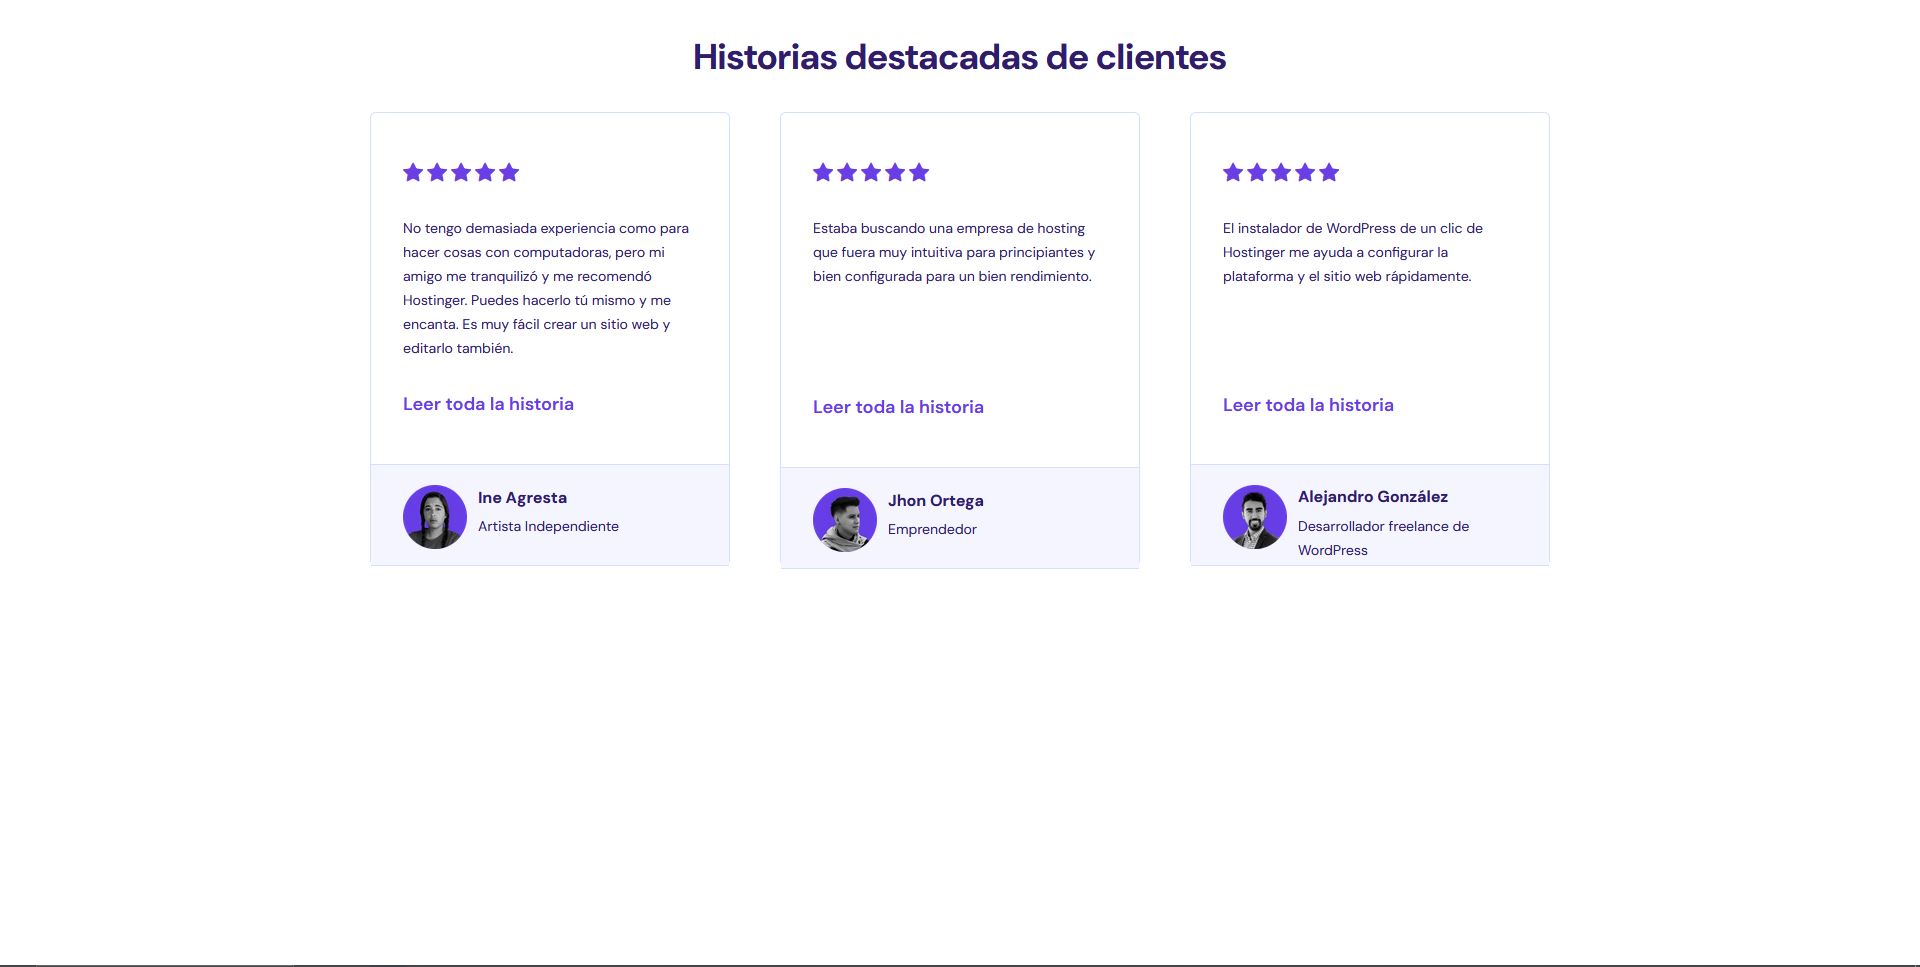 Historias destacadas de clientes
No tengo demasiada experiencia como para
hacer cosas con computadoras, pero mi
amigo me tranquilizó y me recomendó
Hostinger. Puedes hacerlo tú mismo y me
encanta. Es muy fácil crear un sitio web y
editarlo también.
Leer toda la historia
Ine Agresta
Artista Independiente
Estaba buscando una empresa de hosting
que fuera muy intuitiva para principiantes y
bien configurada para un bien rendimiento.
Leer toda la historia
Jhon Ortega
Emprendedor
El instalador de WordPress de un clic de
Hostinger me ayuda a configurar la
plataforma y el sitio web rápidamente.
Leer toda la historia
Alejandro González
Desarrollador freelance de
WordPress